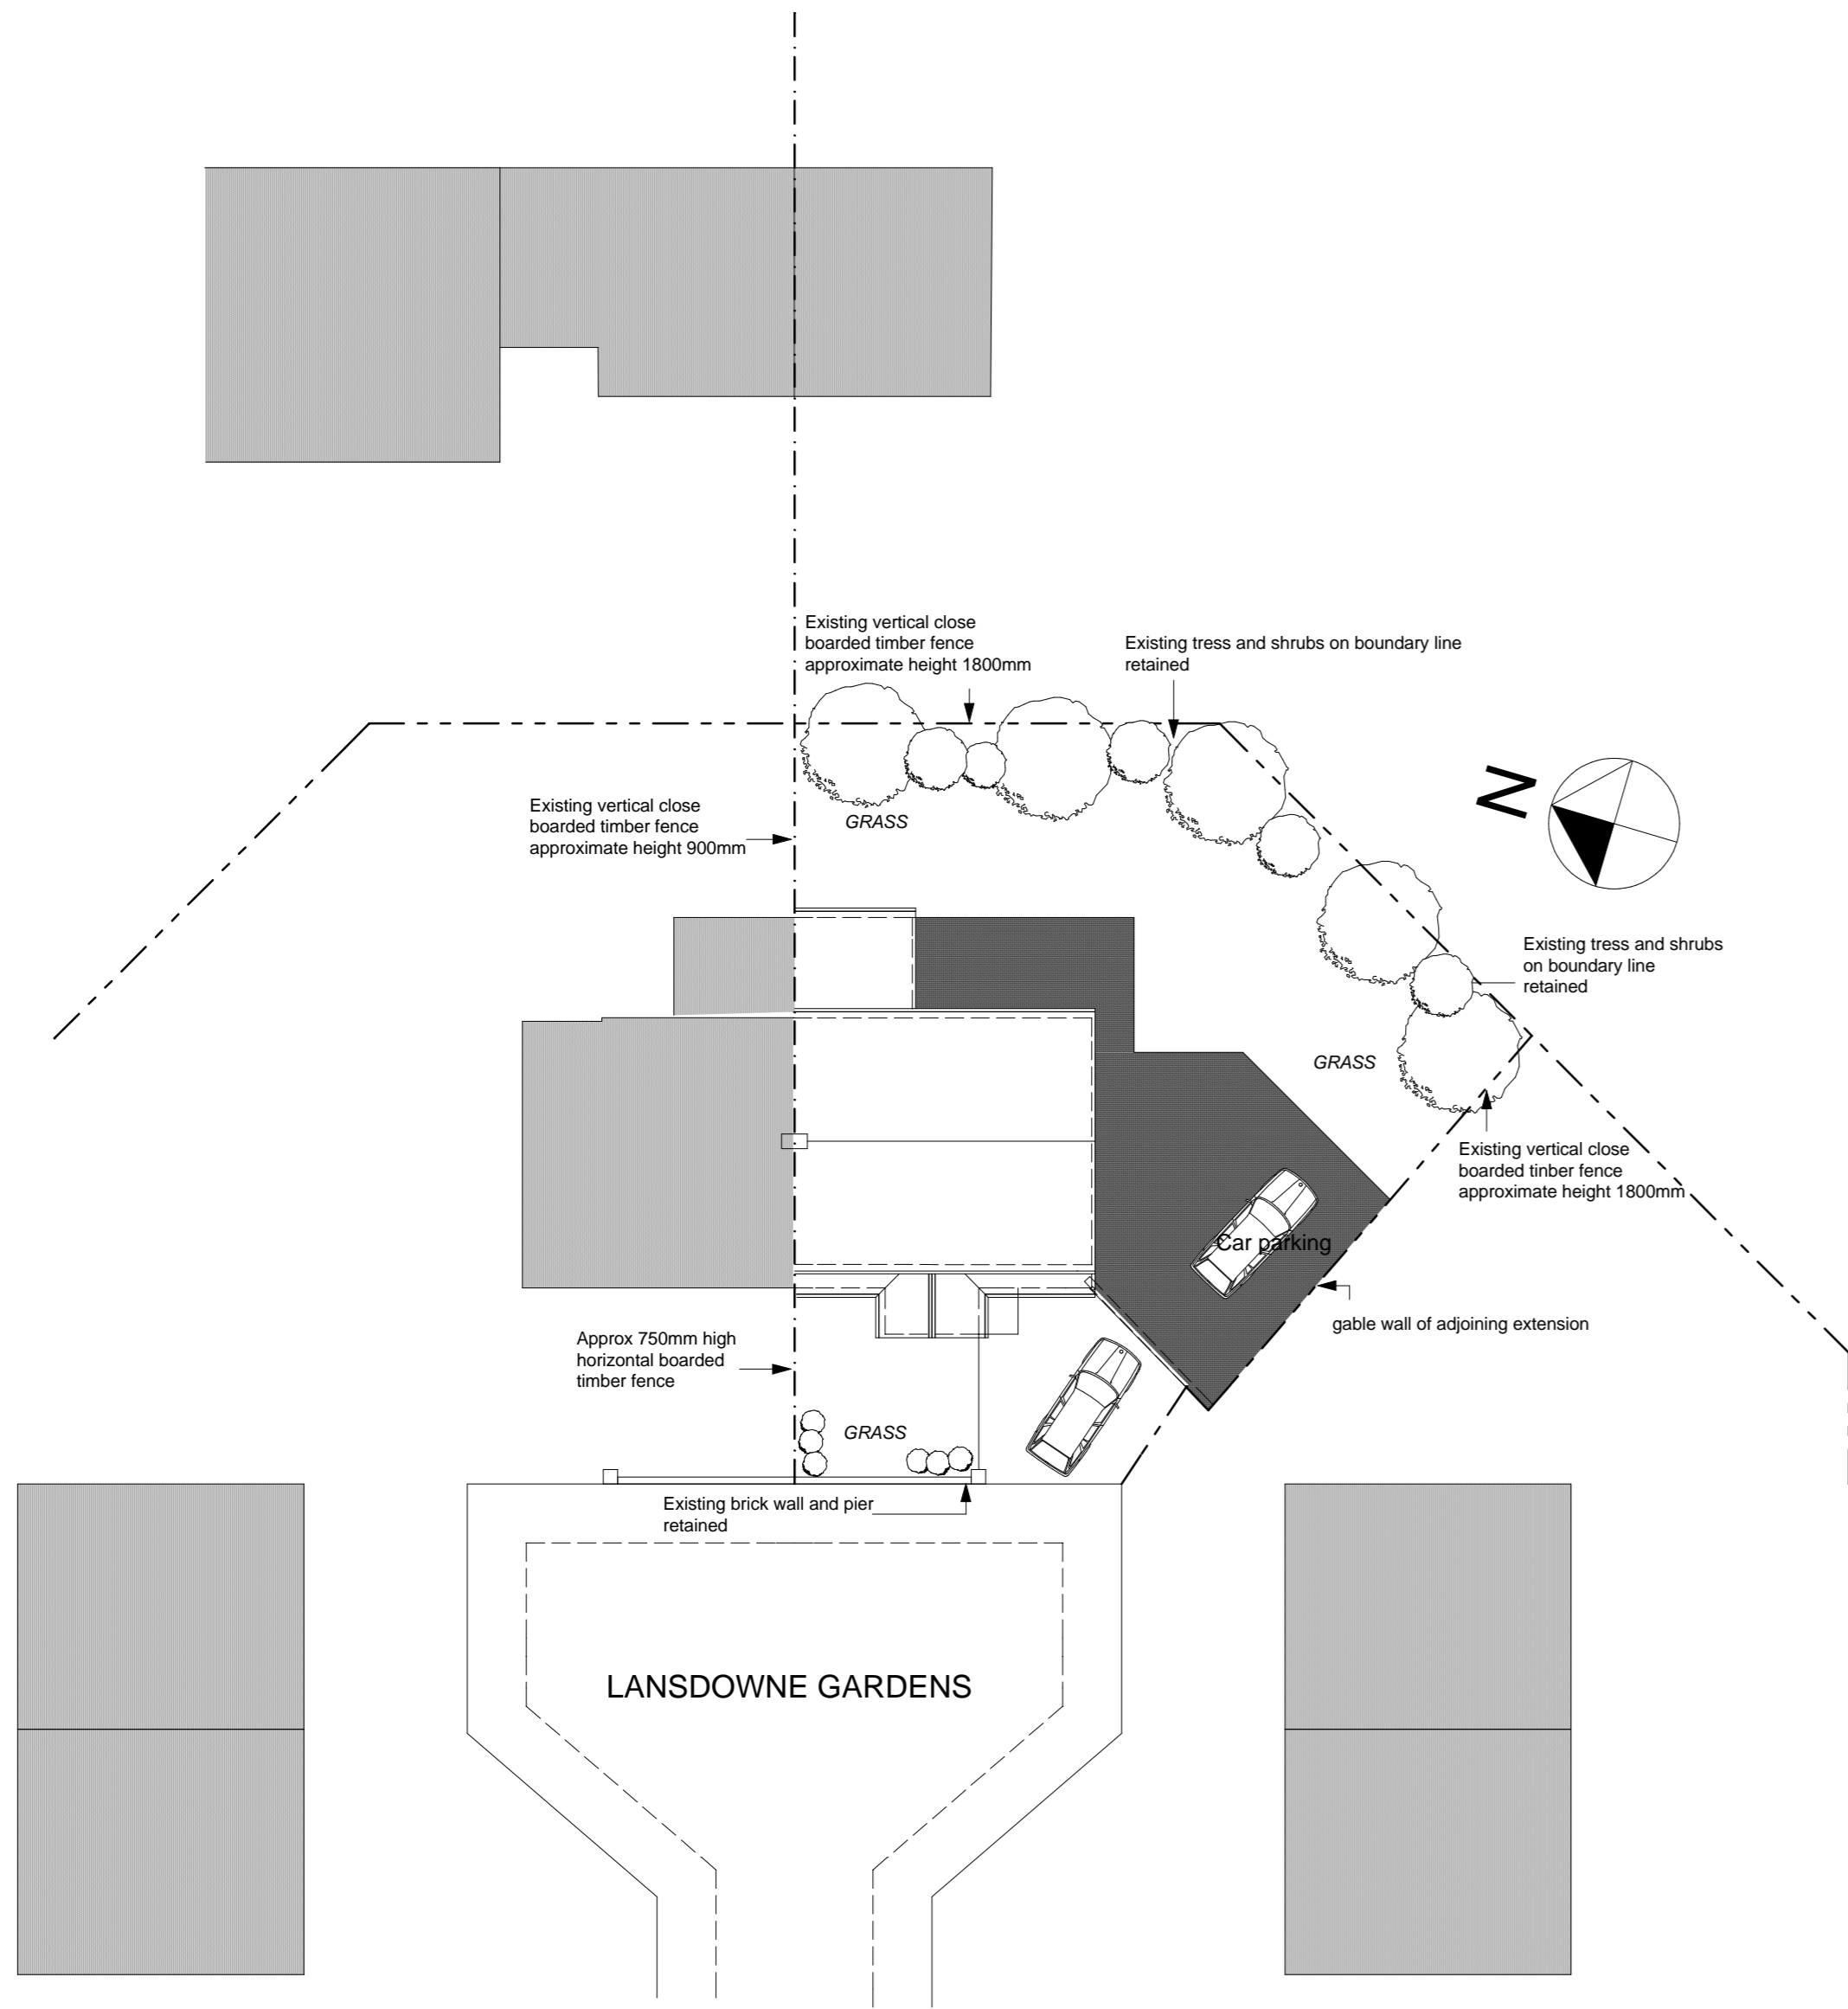 Existing vertical close
boarded timber fence
approximate height 1800mm
Existing tress and shrubs on boundary line
retained
N
Existing vertical close
boarded timber fence
approximate height 900mm
GRASS
Existing tress and shrubs
on boundary line
retained
GRASS
Existing vertical close
boarded tinber fence
approximate height 1800mm
Car parking
gable wall of adjoining extension
Approx 750mm high
horizontal boarded
timber fence
GRASS
Existing brick wall and pier
retained
LANSDOWNE GARDENS